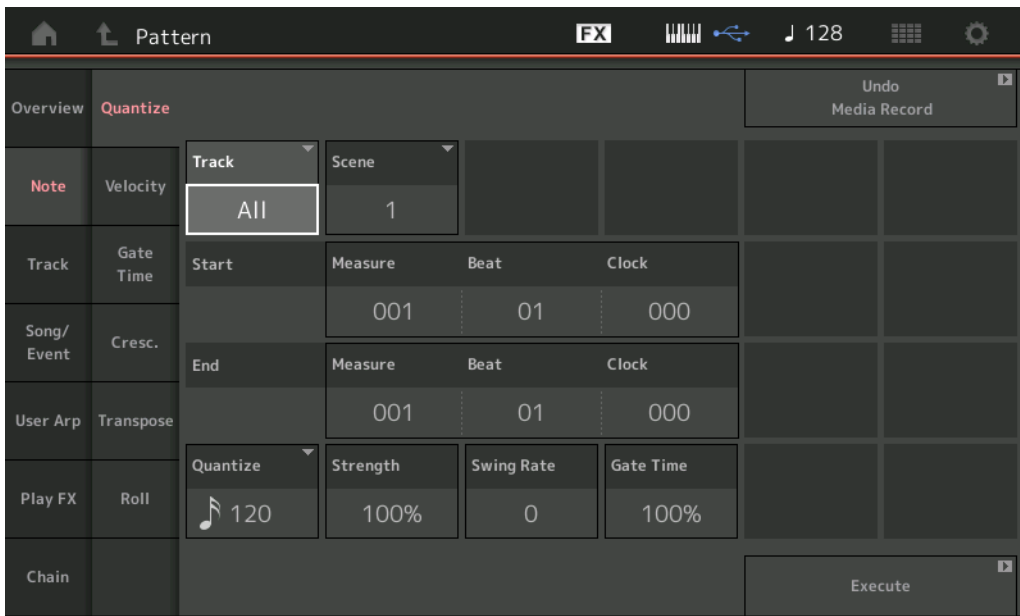 Pattern
FX
128
Undo
Media Record
Overview
Quantize
Note
Velocity
Track
All
Scene
1
Track
Gate
Time
Start
Measure
Beat
Clock
001
01
000
Song/
Event
Cresc.
End
Measure
Beat
Clock
001
01
000
User Arp
Transpose
Play FX
Roll
Quantize
120
Strength
100%
Swing Rate
0
Gate Time
100%
Chain
Execute